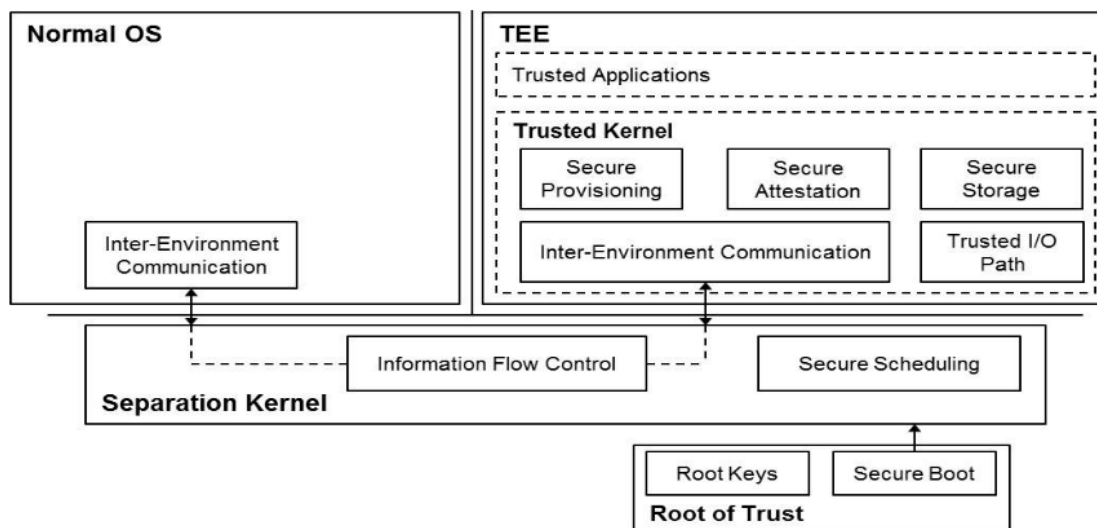 Normal OS
Inter-Environment
Communication
TEE
Trusted Applications
Trusted Kernel
Secure
Provisioning
Secure
Attestation
Secure
Storage
Inter-Environment Communication
Trusted I/O
Path
Information Flow Control
Secure Scheduling
Separation Kernel
Root Keys
Secure Boot
Root of Trust